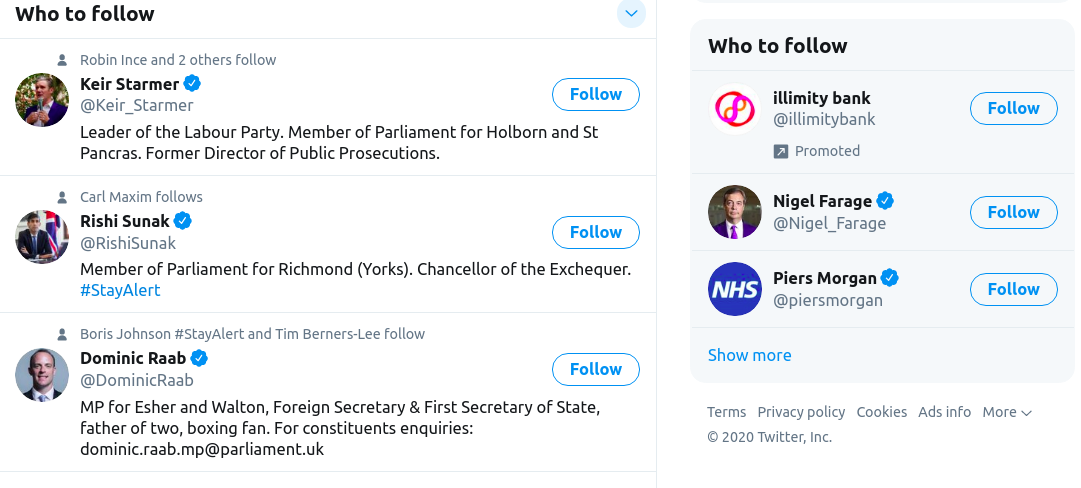 Who to follow
Robin Ince and 2 others follow
Keir Starmer
@Keir_Starmer
Follow
Leader of the Labour Party. Member of Parliament for Holborn and St
Pancras. Former Director of Public Prosecutions.
Carl Maxim follows
Rishi Sunak
@RishiSunak
Follow
Member of Parliament for Richmond (Yorks). Chancellor of the Exchequer.
#StayAlert
Boris Johnson #StayAlert and Tim Berners-Lee follow
Dominic Raab
@DominicRaab
Follow
MP for Esher and Walton, Foreign Secretary & First Secretary of State,
father of two, boxing fan. For constituents enquiries:
dominic.raab.mp@parliament.uk
Who to follow
illimity bank
@illimitybank
Follow
Promoted
Nigel Farage
@Nigel_Farage
Follow
NHS
Piers Morgan
@piersmorgan
Follow
Show more
Terms Privacy policy Cookies Ads info More
© 2020 Twitter, Inc.